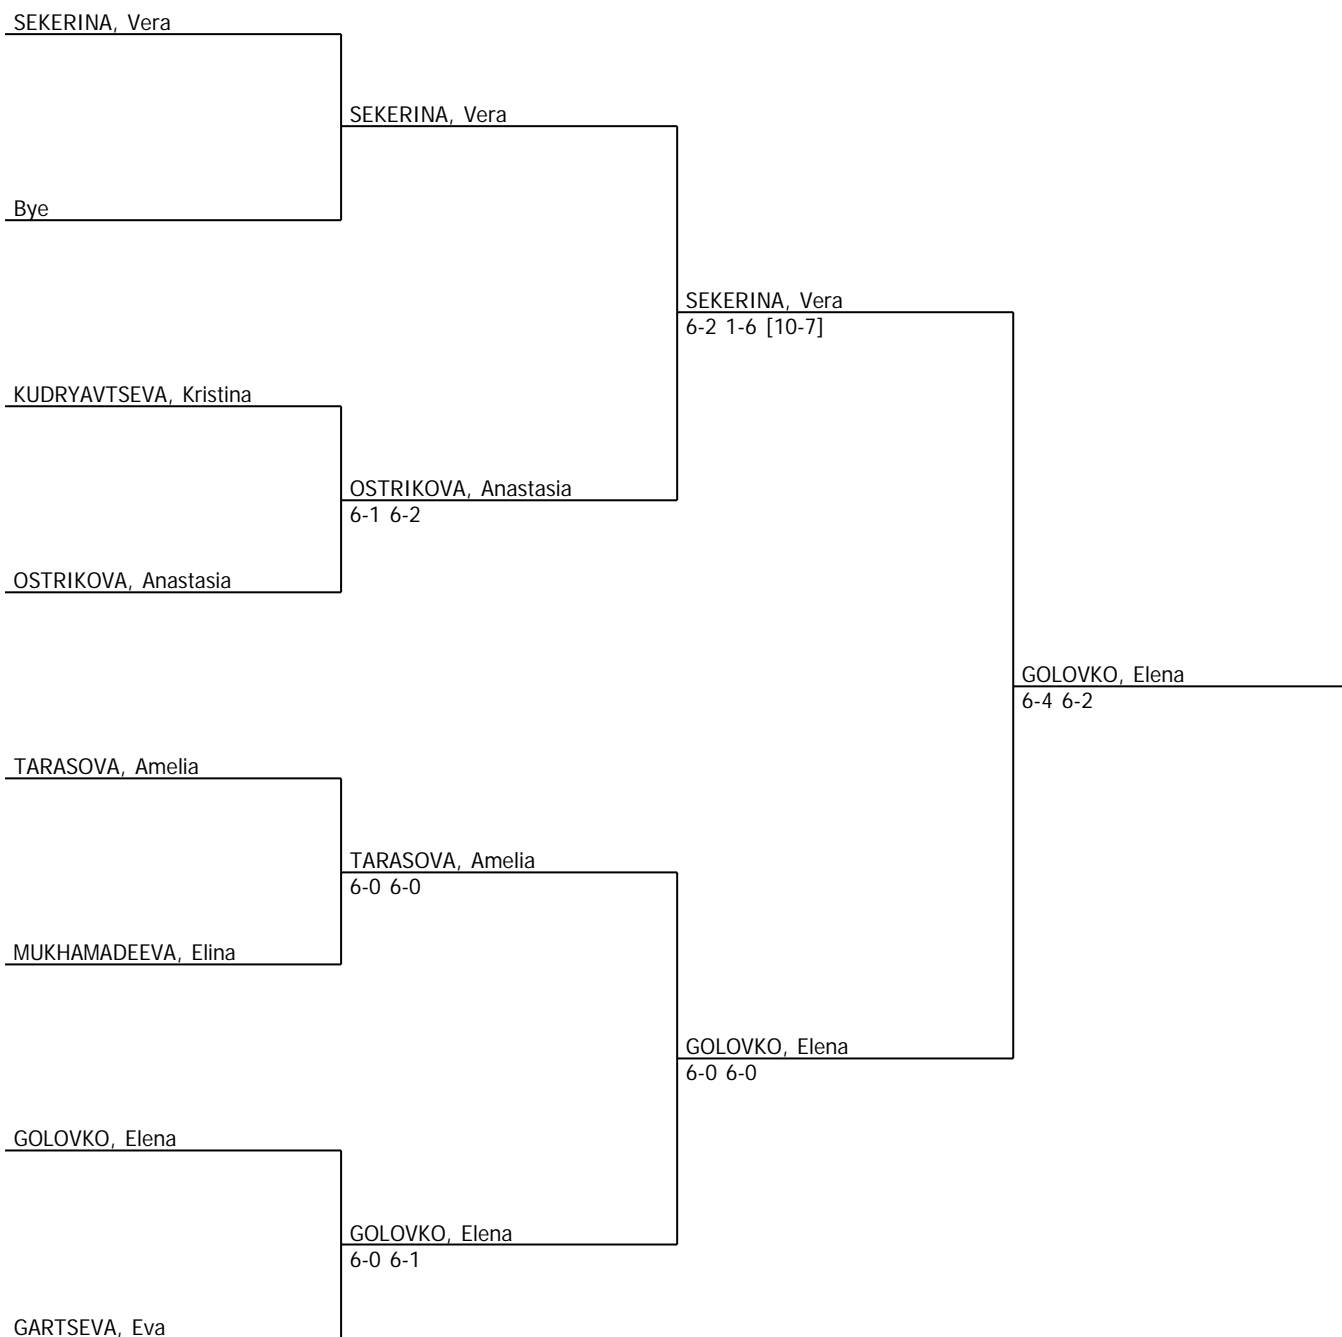 SEKERINA, Vera
SEKERINA, Vera
Bye
SEKERINA, Vera
6-2 1-6 [10-7]
KUDRYAVTSEVA, Kristina
OSTRIKOVA, Anastasia
6-1 6-2
OSTRIKOVA, Anastasia
GOLOVKO, Elena
6-4 6-2
TARASOVA, Amelia
TARASOVA, Amelia
6-0 6-0
MUKHAMADEEVA, Elina
GOLOVKO, Elena
6-0 6-0
GOLOVKO, Elena
GOLOVKO, Elena
6-0 6-1
GARTSEVA, Eva